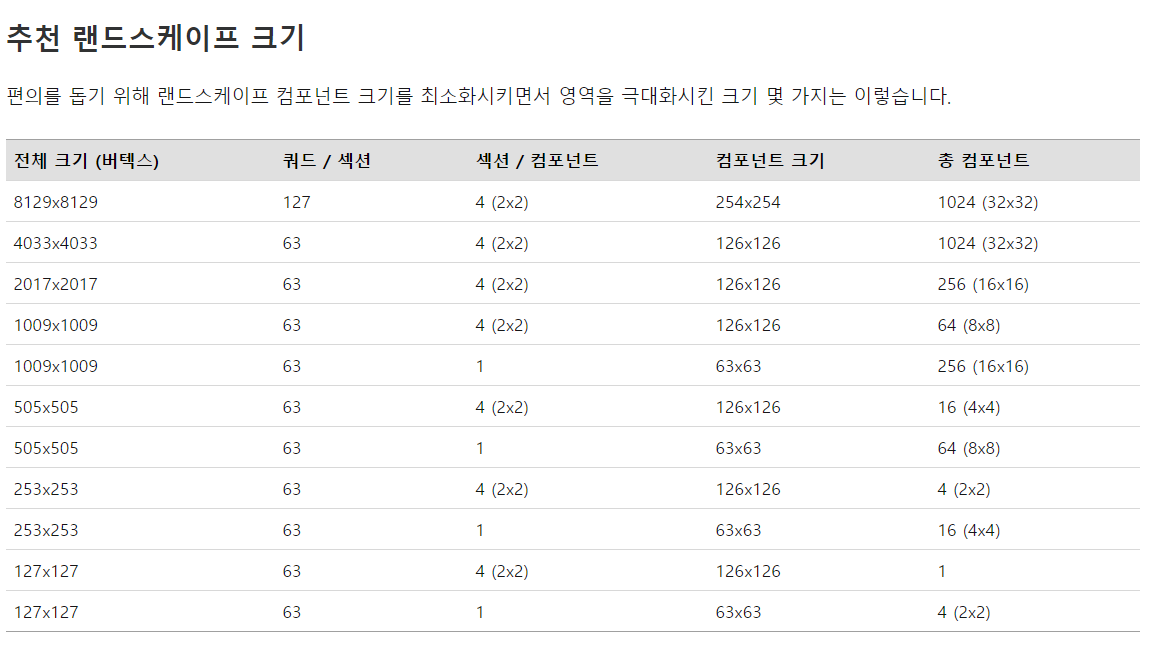 추천 랜드스케이프 크기
편의를 돕기 위해 랜드스케이프 컴포넌트 크기를 최소화시키면서 영역을 극대화시킨 크기 몇 가지는 이렇습니다.
전체 크기 (버텍스) 쿼드 / 섹션 섹션 / 컴포넌트 컴포넌트 크기 총 컴포넌트
8129x8129 127 4 (2x2) 254x254 1024 (32x32)
4033x4033 63 4 (2x2) 126x126 1024 (32x32)
2017x2017 63 4 (2x2) 126x126 256 (16x16)
1009x1009 63 4 (2x2) 126x126 64 (8x8)
1009x1009 63 1 63x63 256 (16x16)
505x505 63 4 (2x2) 126x126 16 (4x4)
505x505 63 1 63x63 64 (8x8)
253x253 63 4 (2x2) 126x126 4 (2x2)
253x253 63 1 63x63 16 (4x4)
127x127 63 4 (2x2) 126x126 1
127x127 63 1 63x63 4 (2x2)